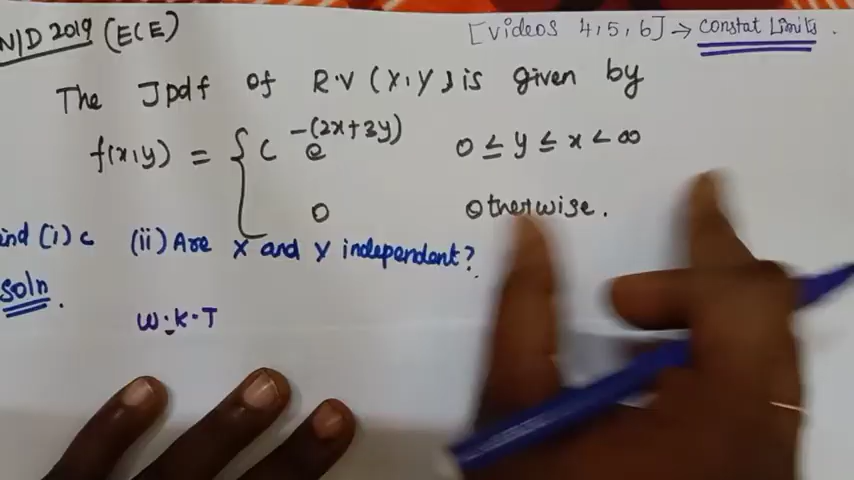 N/D 2019 (ECE)
[Videos 4,5,6] → Constat Limits.
The Jpdf of R.V (X,Y) is given by
f(x,y) = { C e^-(2x+3y) 0 ≤ y ≤ x < ∞
0 otherwise.
ind (i) c (ii) Are X and Y independent?
Soln.
W.K.T